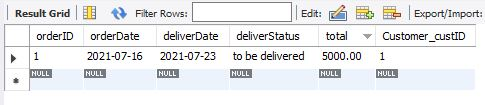 Result Grid Filter Rows: Edit: Export/Import:
orderID orderDate deliverDate deliverStatus total Customer_custID
1 2021-07-16 2021-07-23 to be delivered 5000.00 1
NULL NULL NULL NULL NULL NULL